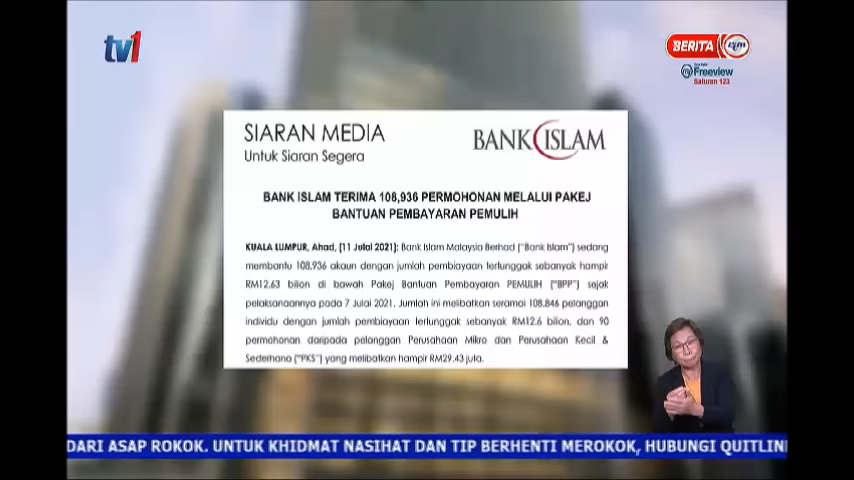 tv1
BERITA rtm
myFreeview
Saluran 123
SIARAN MEDIA
Untuk Siaran Segera
BANK ISLAM
BANK ISLAM TERIMA 108,936 PERMOHONAN MELALUI PAKEJ
BANTUAN PEMBAYARAN PEMULIH
KUALA LUMPUR, Ahad, [11 Julai 2021]: Bank Islam Malaysia Berhad ("Bank Islam") sedang
membantu 108,936 akaun dengan jumlah pembiayaan tertunggak sebanyak hampir
RM12.63 bilion di bawah Pakej Bantuan Pembayaran PEMULIH ("BPP") sejak
pelaksanaannya pada 7 Julai 2021. Jumlah ini melibatkan seramai 108,846 pelanggan
individu dengan jumlah pembiayaan tertunggak sebanyak RM12.6 bilion, dan 90
permohonan daripada pelanggan Perusahaan Mikro dan Perusahaan Kecil &
Sederhana ("PKS") yang melibatkan hampir RM29.43 juta.
DARI ASAP ROKOK. UNTUK KHIDMAT NASIHAT DAN TIP BERHENTI MEROKOK, HUBUNGI QUITLIN